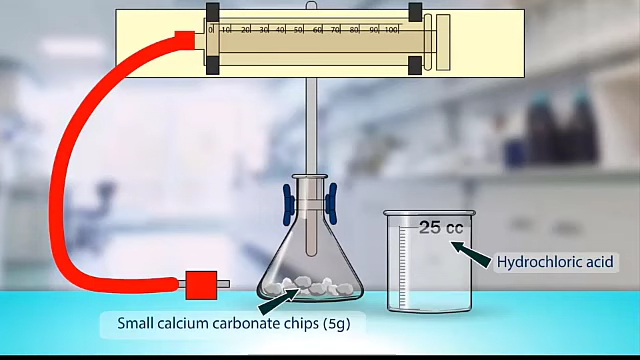 0 10 20 30 40 50 60 70 80 90 100
25 cc
Hydrochloric acid
Small calcium carbonate chips (5g)